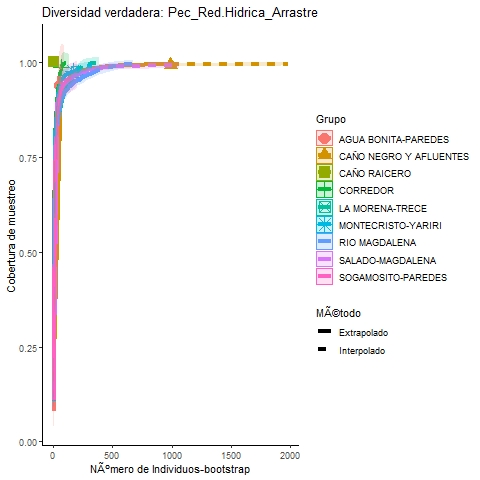 Diversidad verdadera: Pec_Red.Hidrica_Arrastre
Cobertura de muestreo
1.00
0.75
0.50
0.25
0.00
0
500
1000
1500
2000
NÃºmero de Individuos-bootstrap
Grupo
AGUA BONITA-PAREDES
CAÑO NEGRO Y AFLUENTES
CAÑO RAICERO
CORREDOR
LA MORENA-TRECE
MONTECRISTO-YARIRI
RIO MAGDALENA
SALADO-MAGDALENA
SOGAMOSITO-PAREDES
MÃ©todo
Extrapolado
Interpolado